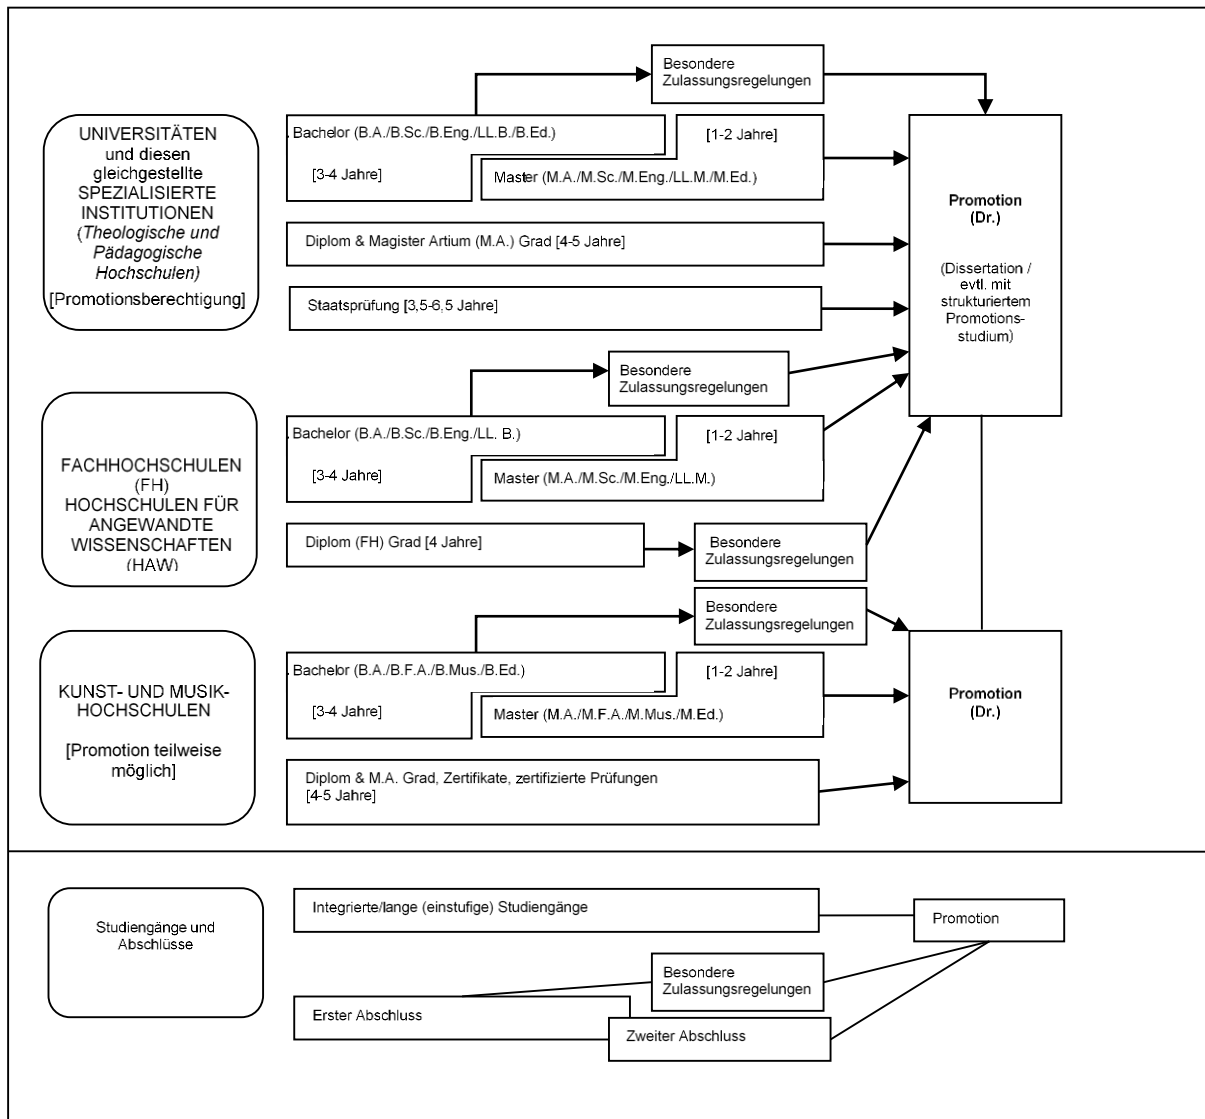 Besondere
Zulassungsregelungen
UNIVERSITÄTEN
und diesen
gleichgestellte
SPEZIALISIERTE
INSTITUTIONEN
(Theologische und
Pädagogische
Hochschulen)
[Promotionsberechtigung]
. Bachelor (B.A./B.Sc./B.Eng./LL.B./B.Ed.)
[3-4 Jahre]
[1-2 Jahre]
Master (M.A./M.Sc./M.Eng./LL.M./M.Ed.)
Diplom & Magister Artium (M.A.) Grad [4-5 Jahre]
Staatsprüfung [3,5-6,5 Jahre]
Promotion
(Dr.)
(Dissertation /
evtl. mit
strukturiertem
Promotions-
studium)
Besondere
Zulassungsregelungen
FACHHOCHSCHULEN
(FH)
HOCHSCHULEN FÜR
ANGEWANDTE
WISSENSCHAFTEN
(HAW)
. Bachelor (B.A./B.Sc./B.Eng./LL. B.)
[3-4 Jahre]
[1-2 Jahre]
Master (M.A./M.Sc./M.Eng./LL.M.)
Diplom (FH) Grad [4 Jahre]
Besondere
Zulassungsregelungen
Besondere
Zulassungsregelungen
KUNST- UND MUSIK-
HOCHSCHULEN
[Promotion teilweise
möglich]
. Bachelor (B.A./B.F.A./B.Mus./B.Ed.)
[3-4 Jahre]
[1-2 Jahre]
Master (M.A./M.F.A./M.Mus./M.Ed.)
Diplom & M.A. Grad, Zertifikate, zertifizierte Prüfungen
[4-5 Jahre]
Promotion
(Dr.)
Studiengänge und
Abschlüsse
Integrierte/lange (einstufige) Studiengänge
Promotion
Besondere
Zulassungsregelungen
Erster Abschluss
Zweiter Abschluss